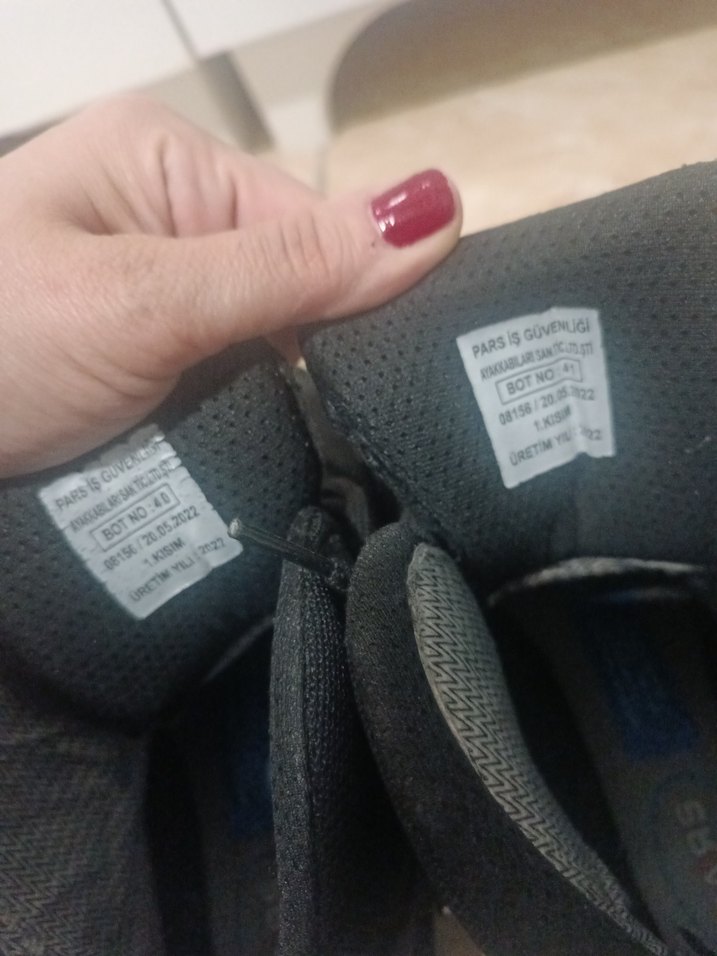 PARS İŞ GÜVENLİĞİ
AYAKKABILARI SAN.TİC.LTD.ŞTİ
BOT NO : 40
08156 / 20.05.2022
1.KISIM
ÜRETİM YILI 2022
PARS İŞ GÜVENLİĞİ
AYAKKABILARI SAN.TİC.LTD.ŞTİ
BOT NO : 41
08156 / 20.05.2022
1.KISIM
ÜRETİM YILI 2022